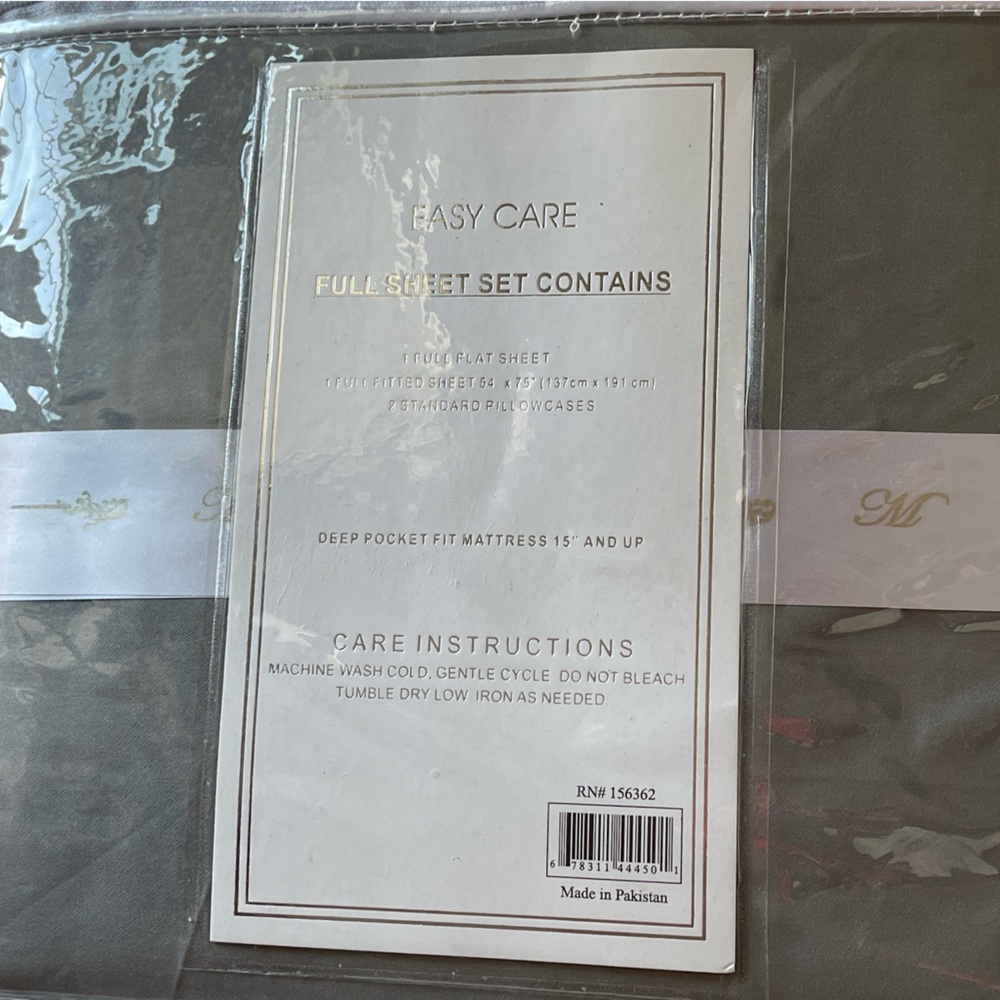 EASY CARE
FULL SHEET SET CONTAINS
1 FULL FLAT SHEET
1 FULL FITTED SHEET 54 x 75" (137cm x 191 cm)
2 STANDARD PILLOWCASES
M
DEEP POCKET FIT MATTRESS 15" AND UP
CARE INSTRUCTIONS
MACHINE WASH COLD, GENTLE CYCLE DO NOT BLEACH
TUMBLE DRY LOW IRON AS NEEDED
RN# 156362
6 78311 44450 1
Made in Pakistan